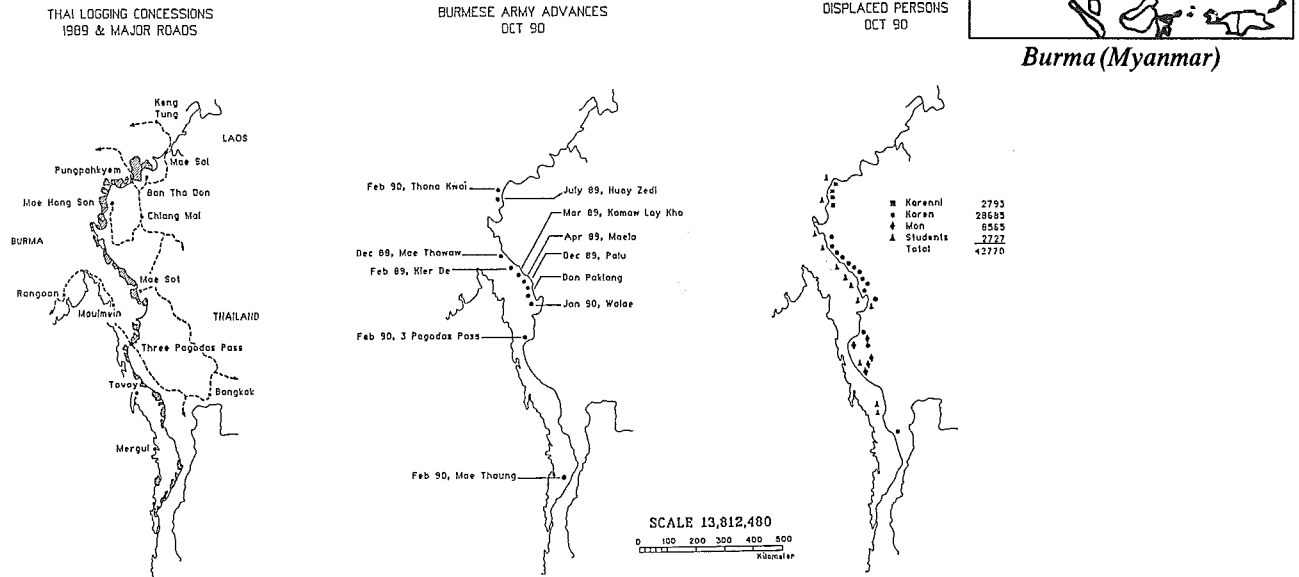 THAI LOGGING CONCESSIONS
1989 & MAJOR ROADS
Keng
Tung
LAOS
Mae Sai
Pungpahkyem
Ban Tha Don
Mae Hong Son
Chiang Mai
BURMA
Mae Sot
Rangoon
Moulmein
THAILAND
Three Pagodas Pass
Tavoy
Bangkok
Mergui
BURMESE ARMY ADVANCES
OCT 90
Feb 90, Thona Kwai
July 89, Huay Zedi
Mar 89, Komaw Lay Kho
Apr 89, Maela
Dec 88, Mae Thawaw
Dec 89, Palu
Feb 89, Kler De
Don Paklang
Jan 90, Walae
Feb 90, 3 Pagodas Pass
Feb 90, Mae Thaung
SCALE 13,812,480
0 100 200 300 400 500
Kilometer
DISPLACED PERSONS
OCT 90
Karenni 2793
Karen 28685
Mon 8565
Students 2727
Total 42770
Burma (Myanmar)